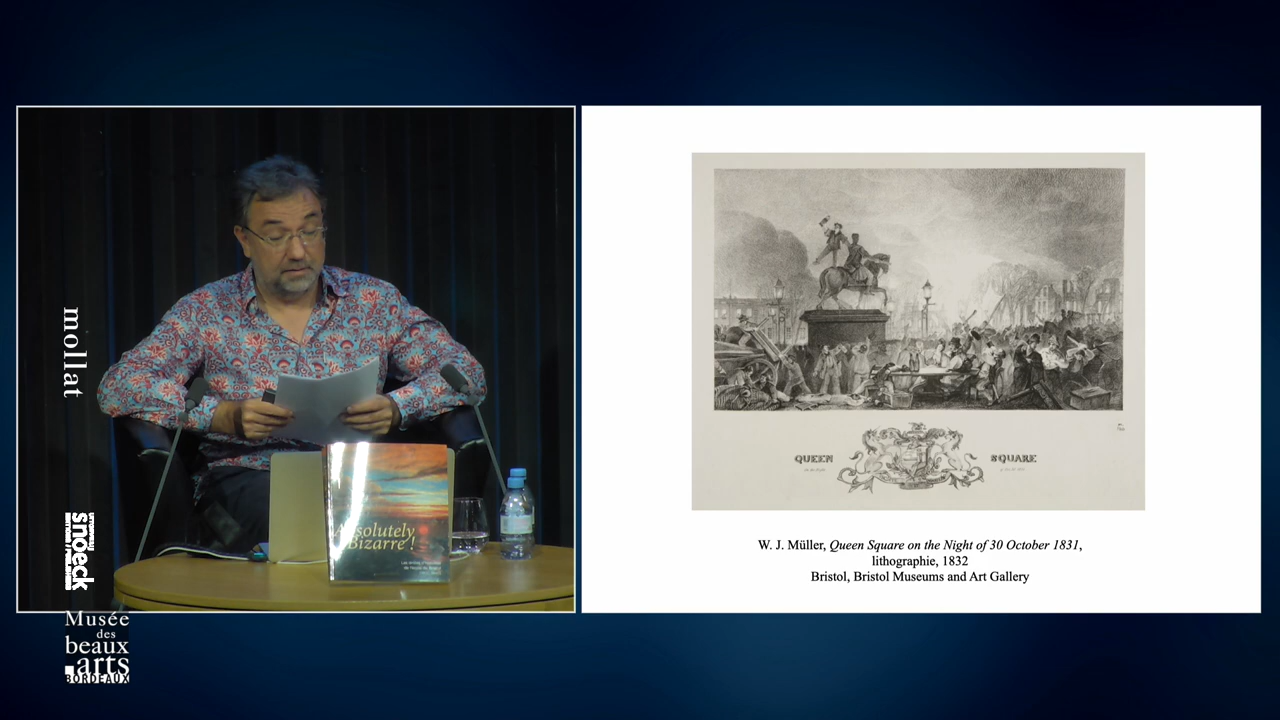 mollat
snoeck
Musée
des
beaux
.arts
BORDEAUX
Absolutely
Bizarre !
QUEEN SQUARE
W. J. Müller, Queen Square on the Night of 30 October 1831,
lithographie, 1832
Bristol, Bristol Museums and Art Gallery